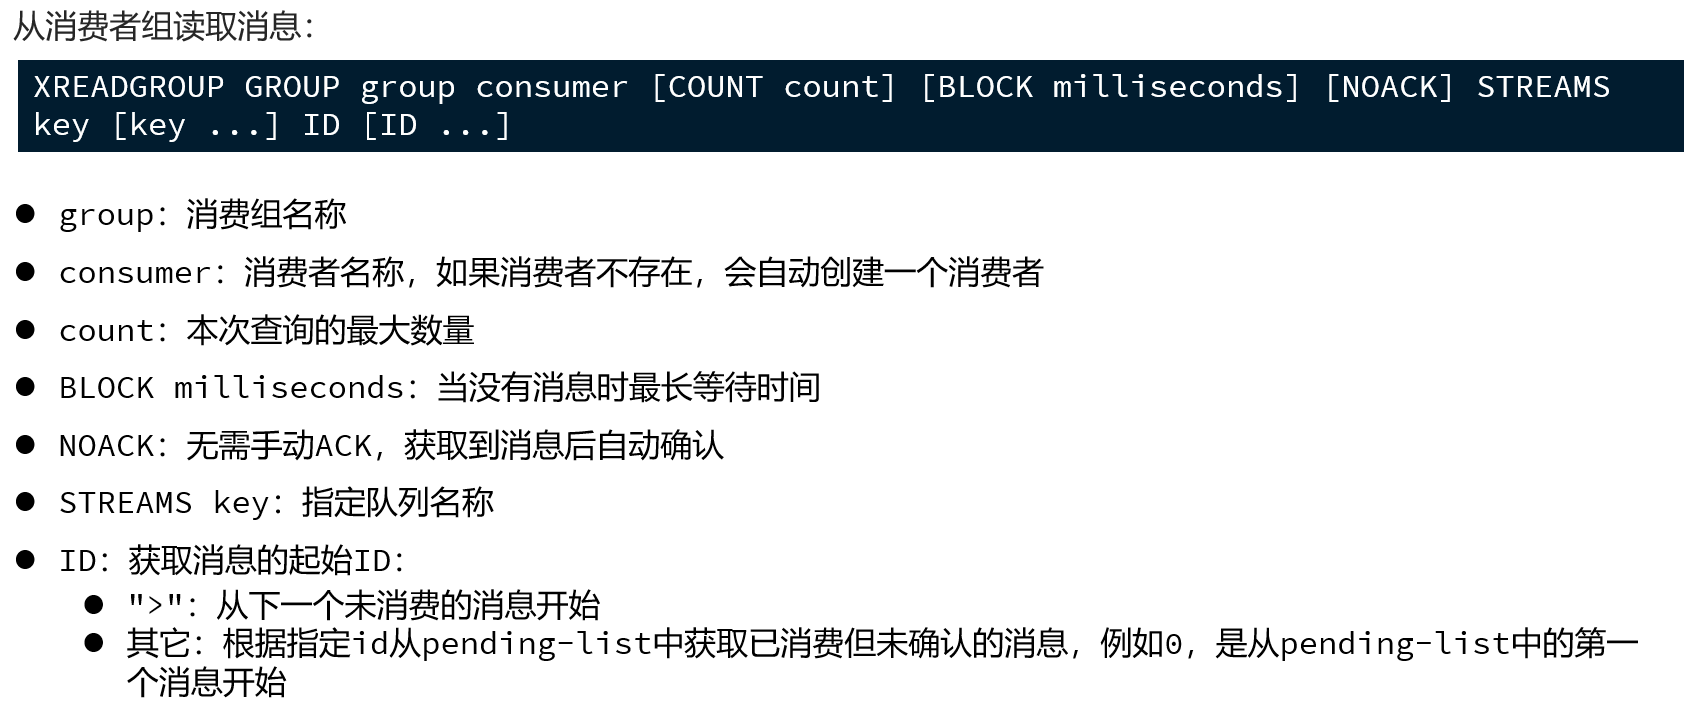 从消费者组读取消息：
XREADGROUP GROUP group consumer [COUNT count] [BLOCK milliseconds] [NOACK] STREAMS
key [key ...] ID [ID ...]
● group：消费组名称
● consumer：消费者名称，如果消费者不存在，会自动创建一个消费者
● count：本次查询的最大数量
● BLOCK milliseconds：当没有消息时最长等待时间
● NOACK：无需手动ACK，获取到消息后自动确认
● STREAMS key：指定队列名称
● ID：获取消息的起始ID：
● ">"：从下一个未消费的消息开始
● 其它：根据指定id从pending-list中获取已消费但未确认的消息，例如0，是从pending-list中的第一
个消息开始